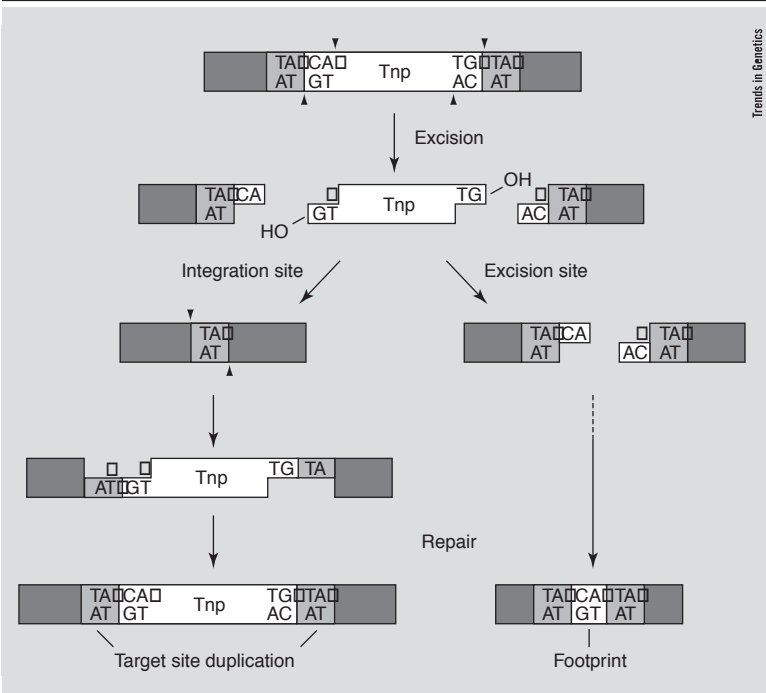 Trends in Genetics
TA CA Tnp TG TA
AT GT AC AT
Excision
TA CA Tnp TG OH TA
AT HO GT AC AT
Integration site Excision site
TA TA CA TA
AT AT AC AT
AT GT Tnp TG TA
Repair
TA CA Tnp TG TA TA CA TA
AT GT AC AT AT GT AT
Target site duplication Footprint